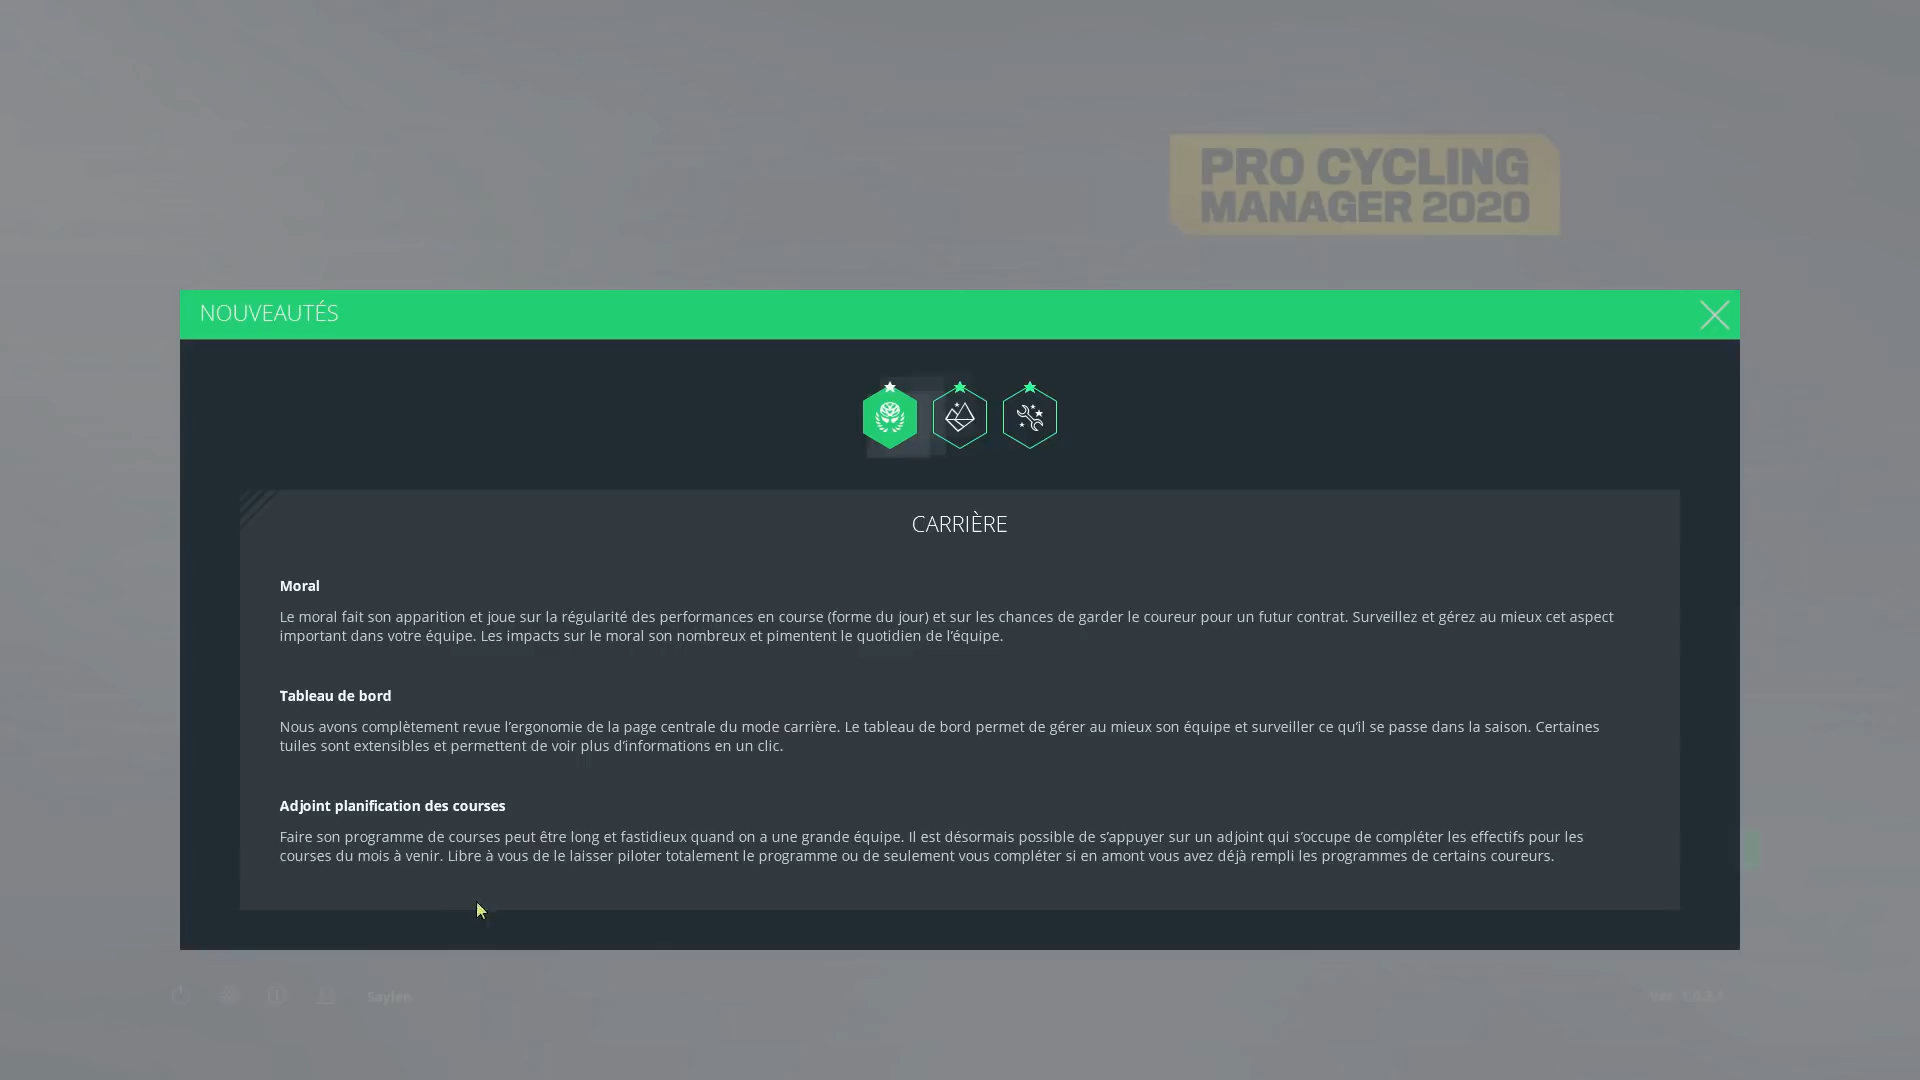 PRO CYCLING
MANAGER 2020
NOUVEAUTÉS
CARRIÈRE
Moral
Le moral fait son apparition et joue sur la régularité des performances en course (forme du jour) et sur les chances de garder le coureur pour un futur contrat. Surveillez et gérez au mieux cet aspect
important dans votre équipe. Les impacts sur le moral son nombreux et pimentent le quotidien de l’équipe.
Tableau de bord
Nous avons complètement revue l’ergonomie de la page centrale du mode carrière. Le tableau de bord permet de gérer au mieux son équipe et surveiller ce qu’il se passe dans la saison. Certaines
tuiles sont extensibles et permettent de voir plus d’informations en un clic.
Adjoint planification des courses
Faire son programme de courses peut être long et fastidieux quand on a une grande équipe. Il est désormais possible de s’appuyer sur un adjoint qui s’occupe de compléter les effectifs pour les
courses du mois à venir. Libre à vous de le laisser piloter totalement le programme ou de seulement vous compléter si en amont vous avez déjà rempli les programmes de certains coureurs.